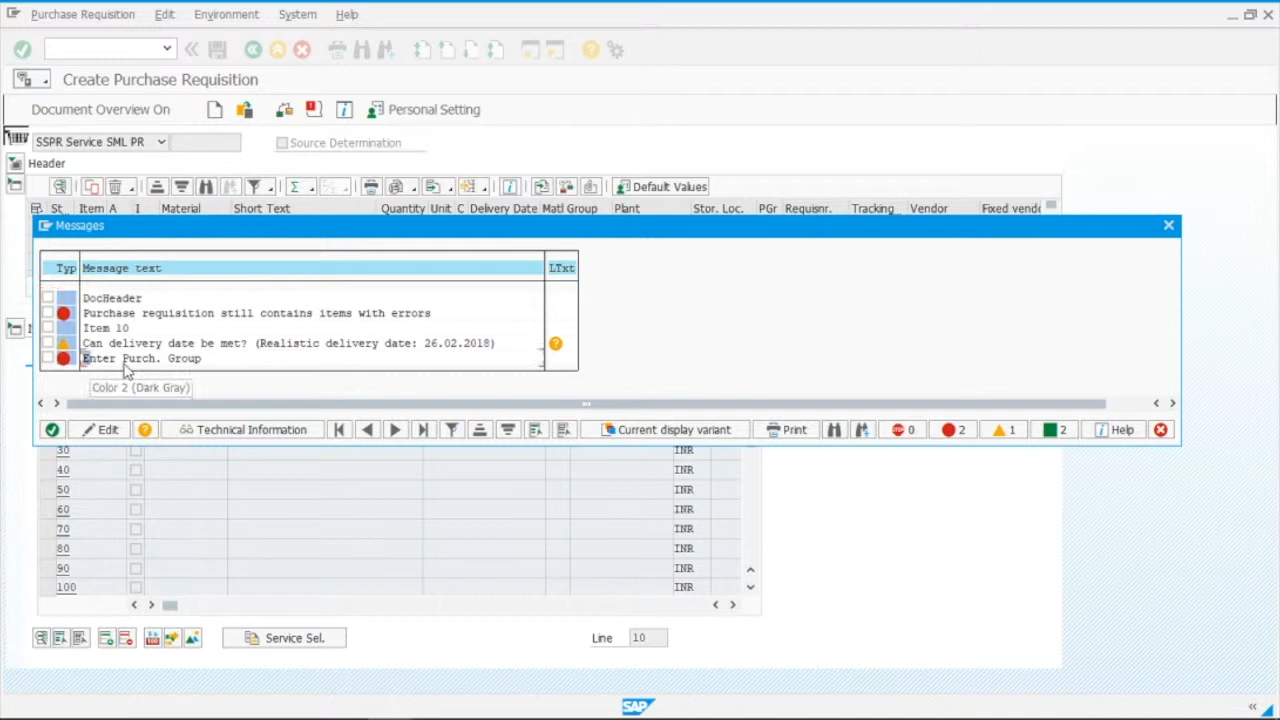 Purchase Requisition Edit Environment System Help
Create Purchase Requisition
Document Overview On Personal Setting
SSPR Service SML PR Source Determination
Header
Default Values
St Item A I Material Short Text Quantity Unit C Delivery Date Matl Group Plant Stor. Loc. PGr Requisnr. Tracking Vendor Fixed vend
Messages
Typ Message text LTxt
DocHeader
Purchase requisition still contains items with errors
Item 10
Can delivery date be met? (Realistic delivery date: 26.02.2018)
Enter Purch. Group
Color 2 (Dark Gray)
Edit Technical Information Current display variant Print STOP 0 2 1 2 Help
30 INR
40 INR
50 INR
60 INR
70 INR
80 INR
90 INR
100 INR
Service Sel. Line 10
SAP